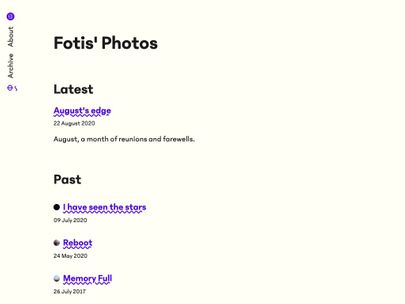 About
Archive
Fotis' Photos
Latest
August's edge
22 August 2020
August, a month of reunions and farewells.
Past
I have seen the stars
09 July 2020
Reboot
24 May 2020
Memory Full
26 July 2017